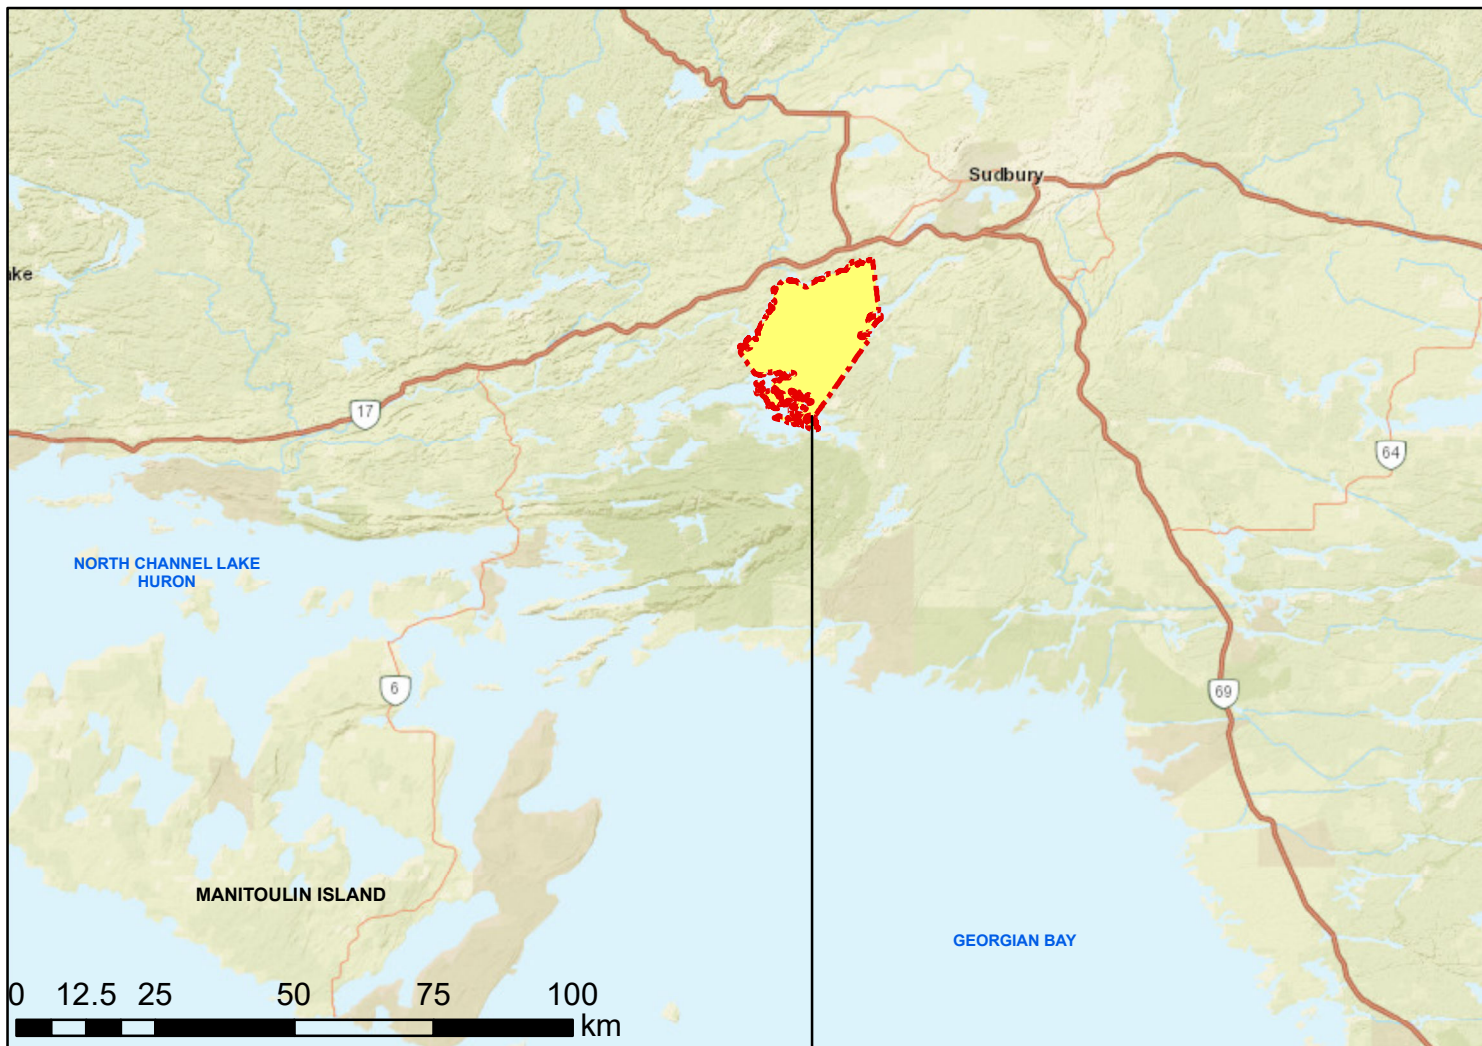 Sudbury
ke
17
64
NORTH CHANNEL LAKE
HURON
6
69
MANITOULIN ISLAND
GEORGIAN BAY
0 12.5 25 50 75 100
km